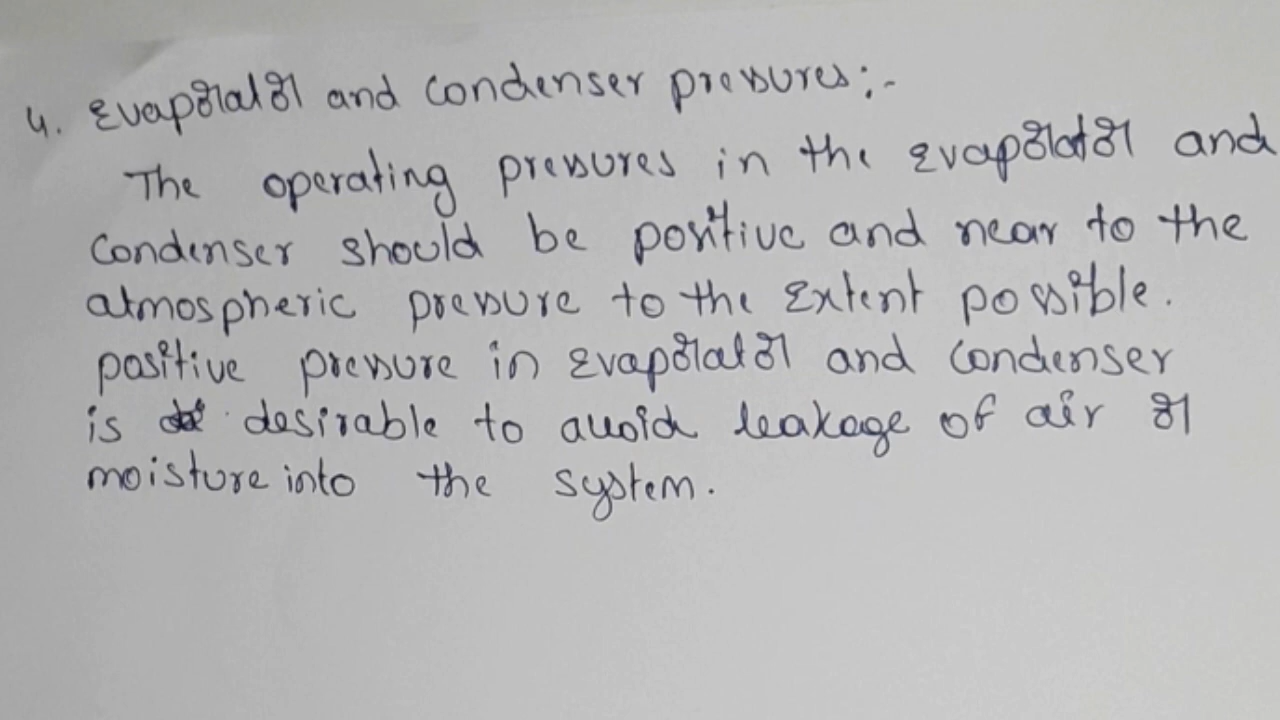 4. Evaporator and condenser pressures:-
The operating pressures in the evaporator and
condenser should be positive and near to the
atmospheric pressure to the Extent possible.
positive pressure in Evaporator and condenser
is desirable to avoid leakage of air or
moisture into the system.